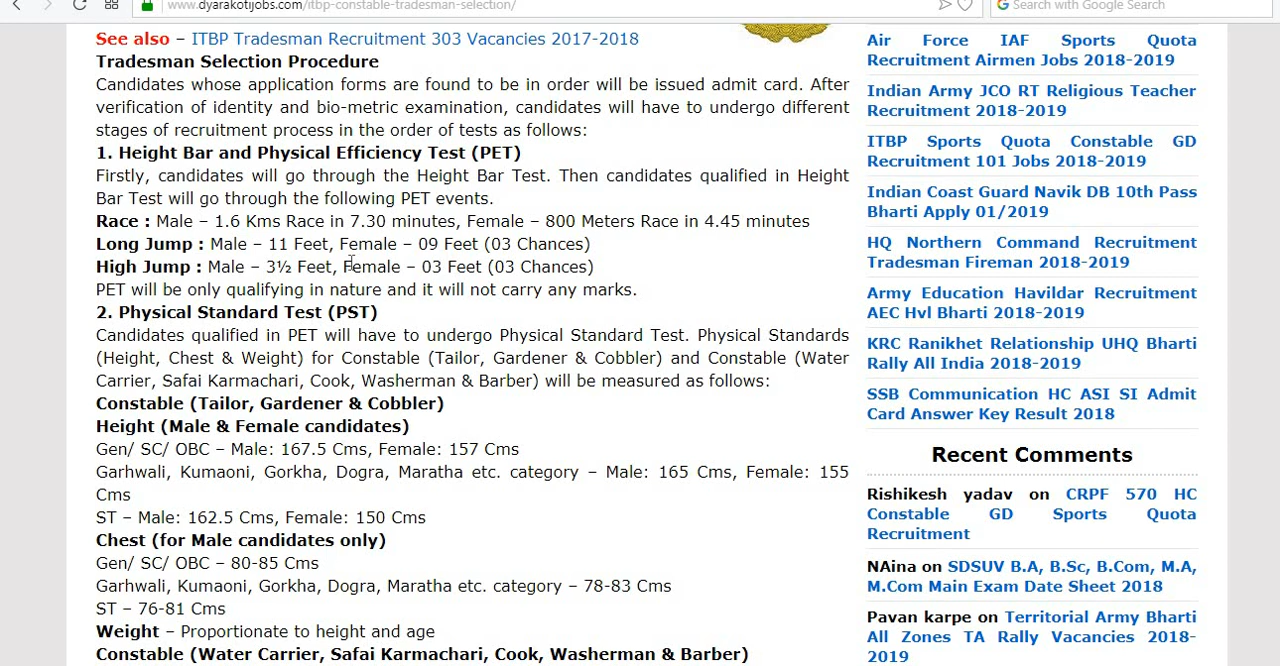 www.dyarakotijobs.com/itbp-constable-tradesman-selection/
Search with Google Search
See also – ITBP Tradesman Recruitment 303 Vacancies 2017-2018
Tradesman Selection Procedure
Candidates whose application forms are found to be in order will be issued admit card. After
verification of identity and bio-metric examination, candidates will have to undergo different
stages of recruitment process in the order of tests as follows:
1. Height Bar and Physical Efficiency Test (PET)
Firstly, candidates will go through the Height Bar Test. Then candidates qualified in Height
Bar Test will go through the following PET events.
Race : Male – 1.6 Kms Race in 7.30 minutes, Female – 800 Meters Race in 4.45 minutes
Long Jump : Male – 11 Feet, Female – 09 Feet (03 Chances)
High Jump : Male – 3½ Feet, Female – 03 Feet (03 Chances)
PET will be only qualifying in nature and it will not carry any marks.
2. Physical Standard Test (PST)
Candidates qualified in PET will have to undergo Physical Standard Test. Physical Standards
(Height, Chest & Weight) for Constable (Tailor, Gardener & Cobbler) and Constable (Water
Carrier, Safai Karmachari, Cook, Washerman & Barber) will be measured as follows:
Constable (Tailor, Gardener & Cobbler)
Height (Male & Female candidates)
Gen/ SC/ OBC – Male: 167.5 Cms, Female: 157 Cms
Garhwali, Kumaoni, Gorkha, Dogra, Maratha etc. category – Male: 165 Cms, Female: 155
Cms
ST – Male: 162.5 Cms, Female: 150 Cms
Chest (for Male candidates only)
Gen/ SC/ OBC – 80-85 Cms
Garhwali, Kumaoni, Gorkha, Dogra, Maratha etc. category – 78-83 Cms
ST – 76-81 Cms
Weight – Proportionate to height and age
Constable (Water Carrier, Safai Karmachari, Cook, Washerman & Barber)
Air Force IAF Sports Quota
Recruitment Airmen Jobs 2018-2019
Indian Army JCO RT Religious Teacher
Recruitment 2018-2019
ITBP Sports Quota Constable GD
Recruitment 101 Jobs 2018-2019
Indian Coast Guard Navik DB 10th Pass
Bharti Apply 01/2019
HQ Northern Command Recruitment
Tradesman Fireman 2018-2019
Army Education Havildar Recruitment
AEC Hvl Bharti 2018-2019
KRC Ranikhet Relationship UHQ Bharti
Rally All India 2018-2019
SSB Communication HC ASI SI Admit
Card Answer Key Result 2018
Recent Comments
Rishikesh yadav on CRPF 570 HC
Constable GD Sports Quota
Recruitment
NAina on SDSUV B.A, B.Sc, B.Com, M.A,
M.Com Main Exam Date Sheet 2018
Pavan karpe on Territorial Army Bharti
All Zones TA Rally Vacancies 2018-
2019